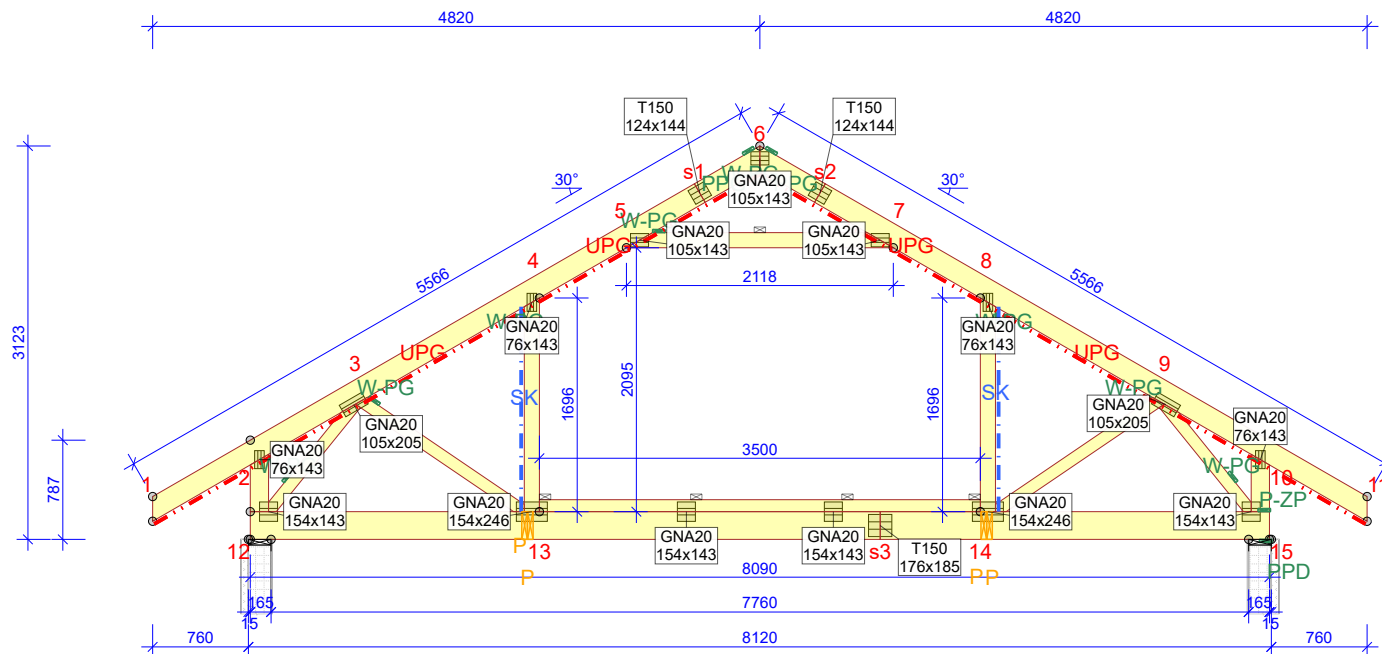 4820
4820
T150
124x144
T150
124x144
6
s1
s2
W-PG
PP
PG
30°
30°
GNA20
105x143
5
7
W-PG
GNA20
105x143
GNA20
105x143
UPG
UPG
4
8
5566
5566
2118
3123
W-PG
GNA20
76x143
GNA20
76x143
UPG
UPG
3
9
2095
W-PG
W-PG
SK
SK
1696
1696
GNA20
105x205
GNA20
105x205
GNA20
76x143
GNA20
76x143
3500
787
1
2
W-PG
10
P-ZP
GNA20
154x143
GNA20
154x246
GNA20
154x246
GNA20
154x143
GNA20
154x143
GNA20
154x143
12
P
13
s3
14
15
T150
176x185
P
PP
PPD
8090
165
7760
165
15
15
760
8120
760